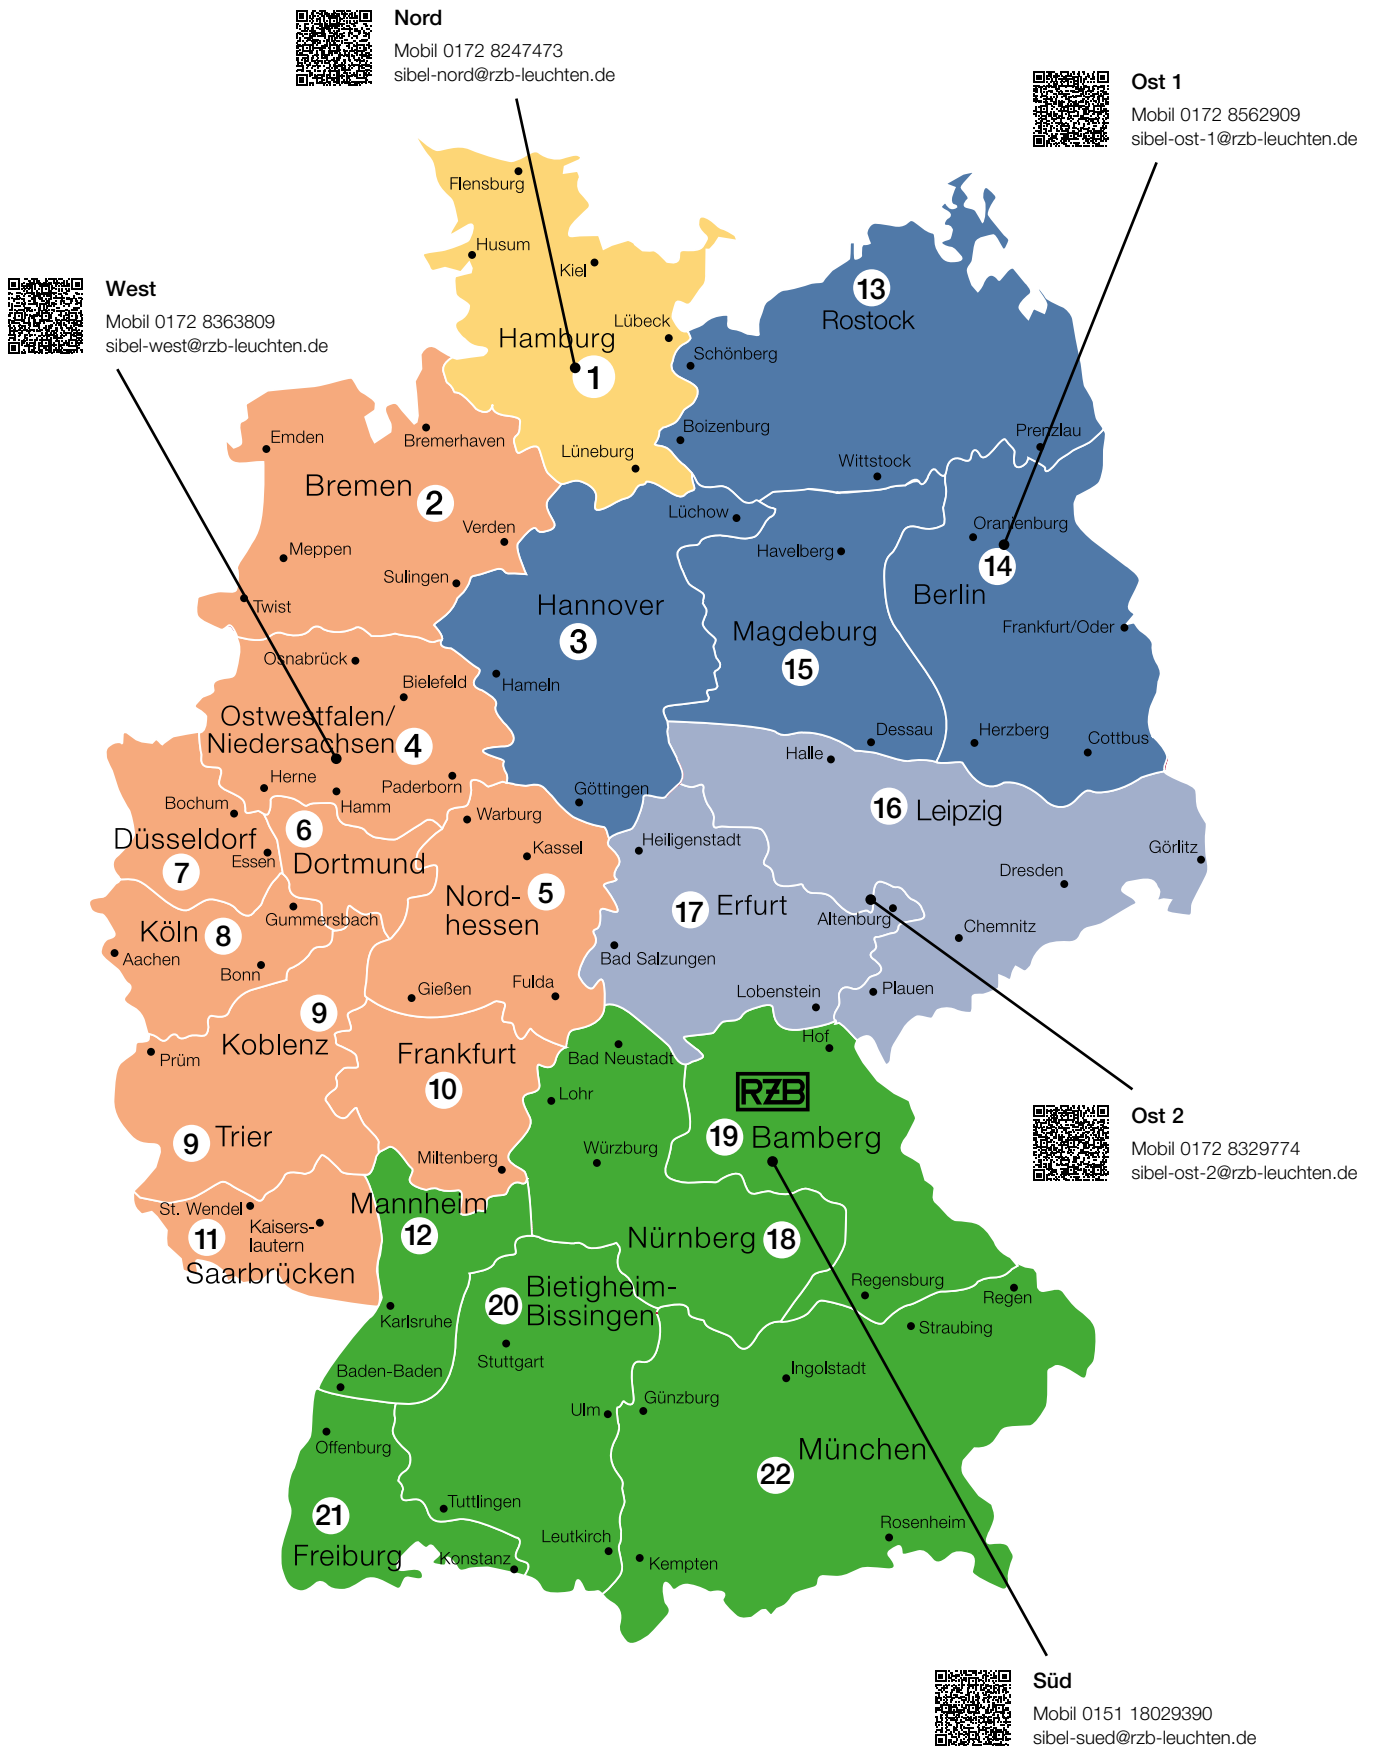 Nord
Mobil 0172 8247473
sibel-nord@rzb-leuchten.de
Ost 1
Mobil 0172 8562909
sibel-ost-1@rzb-leuchten.de
West
Mobil 0172 8363809
sibel-west@rzb-leuchten.de
Flensburg
Husum
Kiel
Hamburg
Lübeck
1
Lüneburg
13
Rostock
Schönberg
Boizenburg
Prenzlau
Wittstock
Emden
Bremerhaven
Bremen
2
Verden
Meppen
Sulingen
Twist
Lüchow
Hannover
3
Hameln
Göttingen
Havelberg
Magdeburg
15
Dessau
Oranienburg
14
Berlin
Frankfurt/Oder
Herzberg
Cottbus
Osnabrück
Bielefeld
Ostwestfalen/
Niedersachsen
4
Herne
Hamm
Paderborn
Bochum
Düsseldorf
Essen
7
6
Dortmund
Warburg
Kassel
Nord-
hessen
5
Gießen
Fulda
Gummersbach
Köln
8
Aachen
Bonn
9
Koblenz
Prüm
9
Trier
Frankfurt
10
Miltenberg
St. Wendel
Kaisers-
lautern
11
Saarbrücken
Halle
16
Leipzig
Görlitz
Dresden
Chemnitz
Altenburg
Plauen
Heiligenstadt
17
Erfurt
Bad Salzungen
Lobenstein
Hof
Bad Neustadt
Lohr
Würzburg
RZB
19
Bamberg
Nürnberg
18
Regensburg
Regen
Mannheim
12
Karlsruhe
Baden-Baden
20
Bietigheim-
Bissingen
Stuttgart
Ulm
Tuttlingen
Leutkirch
Offenburg
21
Freiburg
Konstanz
Straubing
Ingolstadt
Günzburg
München
22
Rosenheim
Kempten
Ost 2
Mobil 0172 8329774
sibel-ost-2@rzb-leuchten.de
Süd
Mobil 0151 18029390
sibel-sued@rzb-leuchten.de